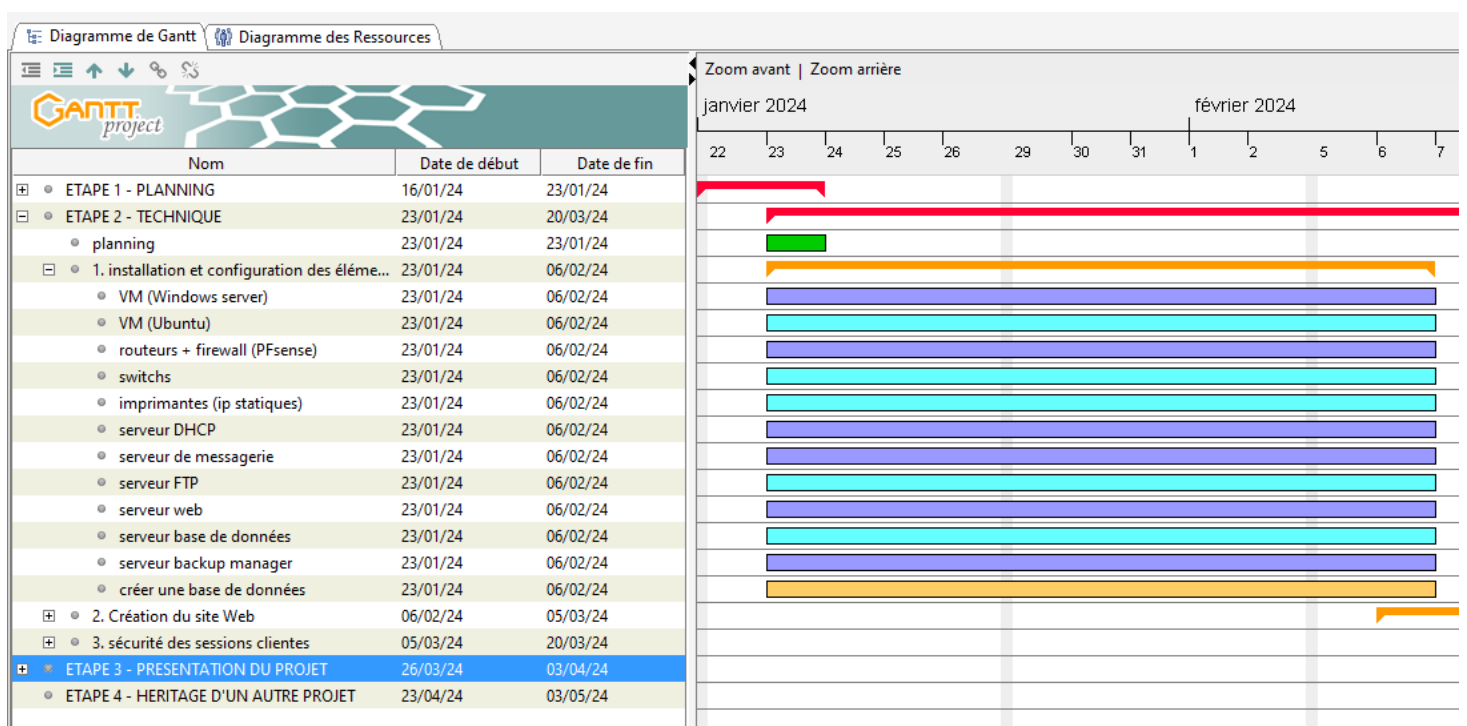 Diagramme de Gantt Diagramme des Ressources
Zoom avant | Zoom arrière
GANTT project
janvier 2024 février 2024
22 23 24 25 26 29 30 31 1 2 5 6 7
Nom Date de début Date de fin
ETAPE 1 - PLANNING 16/01/24 23/01/24
ETAPE 2 - TECHNIQUE 23/01/24 20/03/24
planning 23/01/24 23/01/24
1. installation et configuration des éléme... 23/01/24 06/02/24
VM (Windows server) 23/01/24 06/02/24
VM (Ubuntu) 23/01/24 06/02/24
routeurs + firewall (PFsense) 23/01/24 06/02/24
switchs 23/01/24 06/02/24
imprimantes (ip statiques) 23/01/24 06/02/24
serveur DHCP 23/01/24 06/02/24
serveur de messagerie 23/01/24 06/02/24
serveur FTP 23/01/24 06/02/24
serveur web 23/01/24 06/02/24
serveur base de données 23/01/24 06/02/24
serveur backup manager 23/01/24 06/02/24
créer une base de données 23/01/24 06/02/24
2. Création du site Web 06/02/24 05/03/24
3. sécurité des sessions clientes 05/03/24 20/03/24
ETAPE 3 - PRESENTATION DU PROJET 26/03/24 03/04/24
ETAPE 4 - HERITAGE D'UN AUTRE PROJET 23/04/24 03/05/24